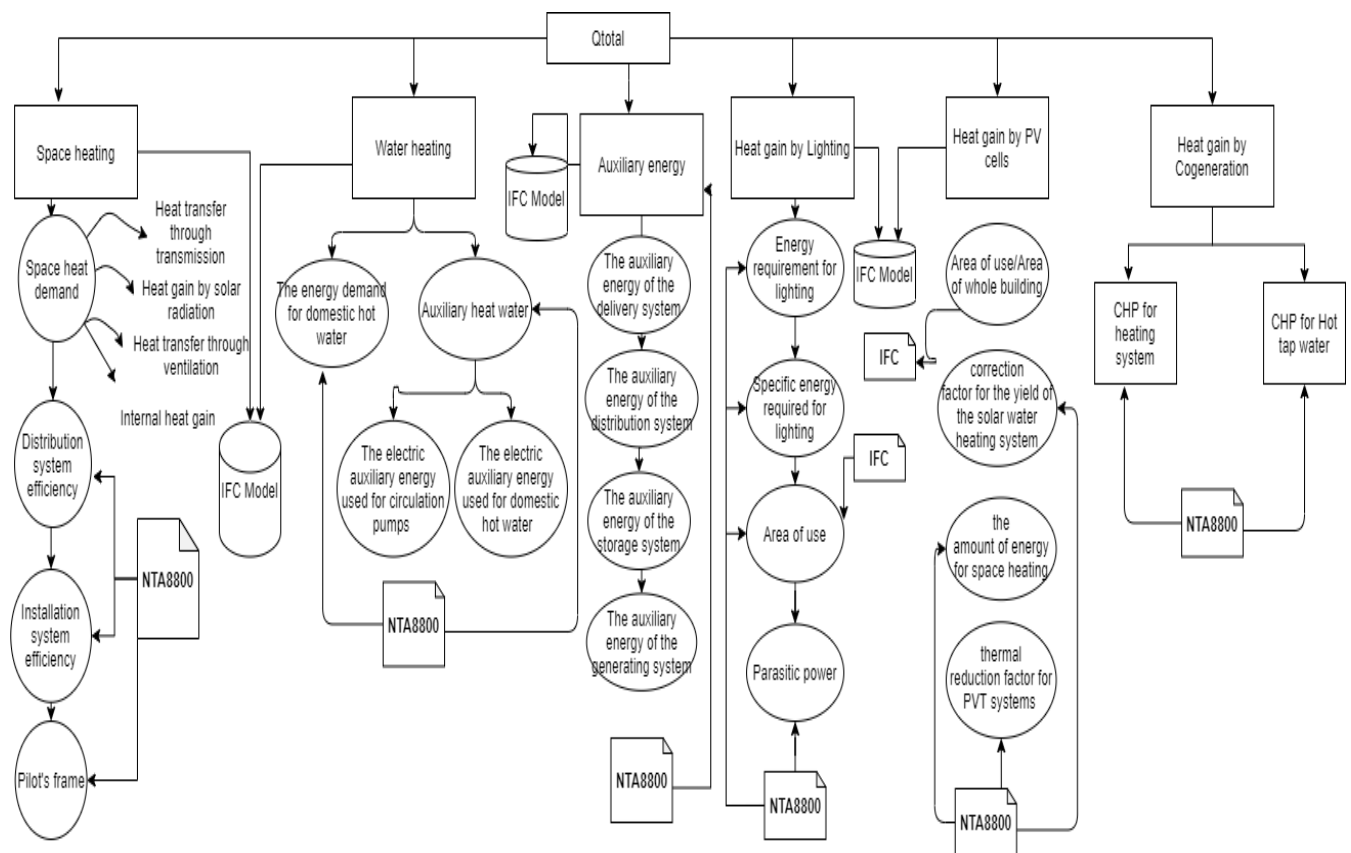 Qtotal
Space heating
Space heat
demand
Heat transfer
through
transmission
Heat gain by solar
radiation
Heat transfer through
ventilation
Internal heat gain
Distribution
system
efficiency
Installation
system
efficiency
Pilot's frame
NTA8800
IFC Model
Water heating
The energy demand
for domestic hot
water
Auxiliary heat water
The electric
auxiliary energy
used for circulation
pumps
The electric
auxiliary energy
used for domestic
hot water
NTA8800
IFC Model
Auxiliary energy
The auxiliary
energy of the
delivery system
The auxiliary
energy of the
distribution system
The auxiliary
energy of the
storage system
The auxiliary
energy of the
generating system
NTA8800
Heat gain by Lighting
Energy
requirement for
lighting
Specific energy
required for
lighting
Area of use
Parasitic power
IFC
NTA8800
IFC Model
Heat gain by PV
cells
Area of use/Area
of whole building
IFC
correction
factor for the yield of
the solar water
heating system
the
amount of energy
for space heating
thermal
reduction factor for
PVT systems
NTA8800
Heat gain by
Cogeneration
CHP for
heating
system
CHP for Hot
tap water
NTA8800